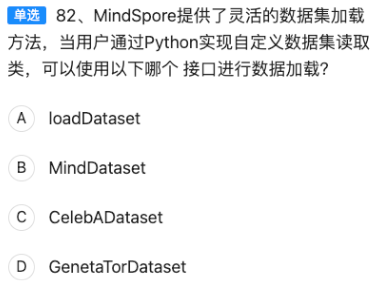 单选 82、MindSpore提供了灵活的数据集加载
方法，当用户通过Python实现自定义数据集读取
类，可以使用以下哪个 接口进行数据加载?
A loadDataset
B MindDataset
C CelebADataset
D GenetaTorDataset